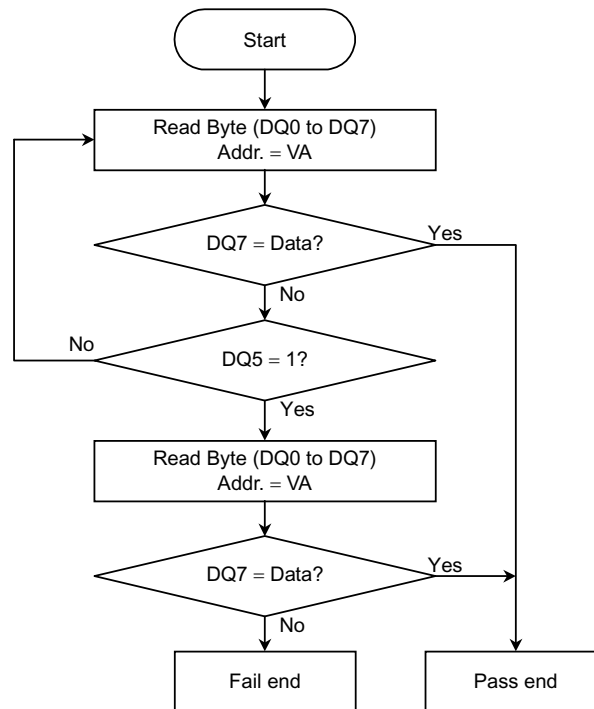 Start
Read Byte (DQ0 to DQ7)
Addr. = VA
DQ7 = Data?
Yes
No
No
DQ5 = 1?
Yes
Read Byte (DQ0 to DQ7)
Addr. = VA
DQ7 = Data?
Yes
No
Fail end
Pass end